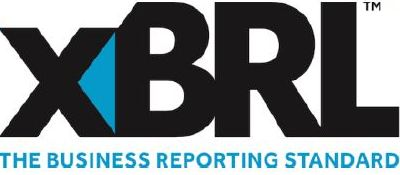 XBRL™
THE BUSINESS REPORTING STANDARD